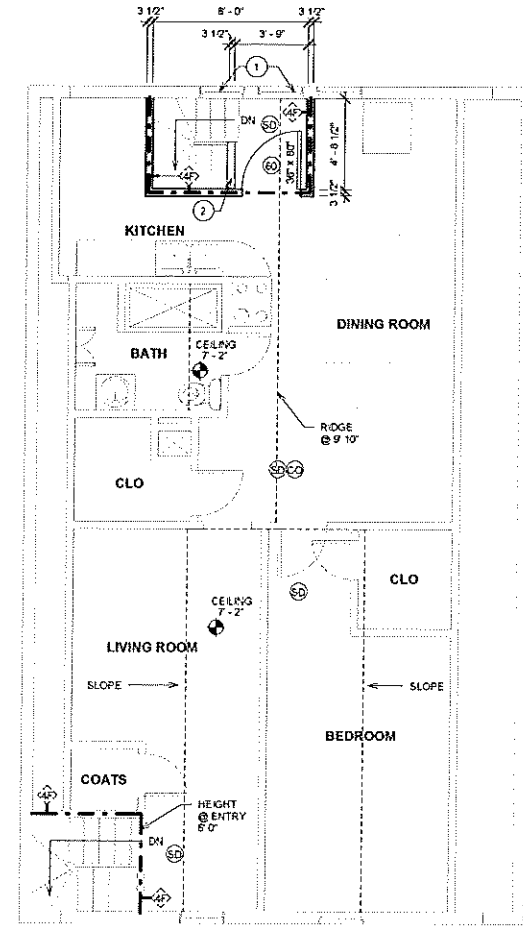 3 1/2" 8' - 0" 3 1/2"
3 1/2" 3' - 9"
1
4F
DN
SD
4' - 8 1/2"
4F
60
36" X 80"
3 1/2"
2
KITCHEN
DINING ROOM
BATH
CEILING
7' - 2"
RIDGE
@ 9' 10"
SD CO
CLO
CLO
SD
CEILING
7' - 2"
LIVING ROOM
SLOPE
SLOPE
BEDROOM
COATS
4F
HEIGHT
@ ENTRY
6' 0"
DN
SD
4F